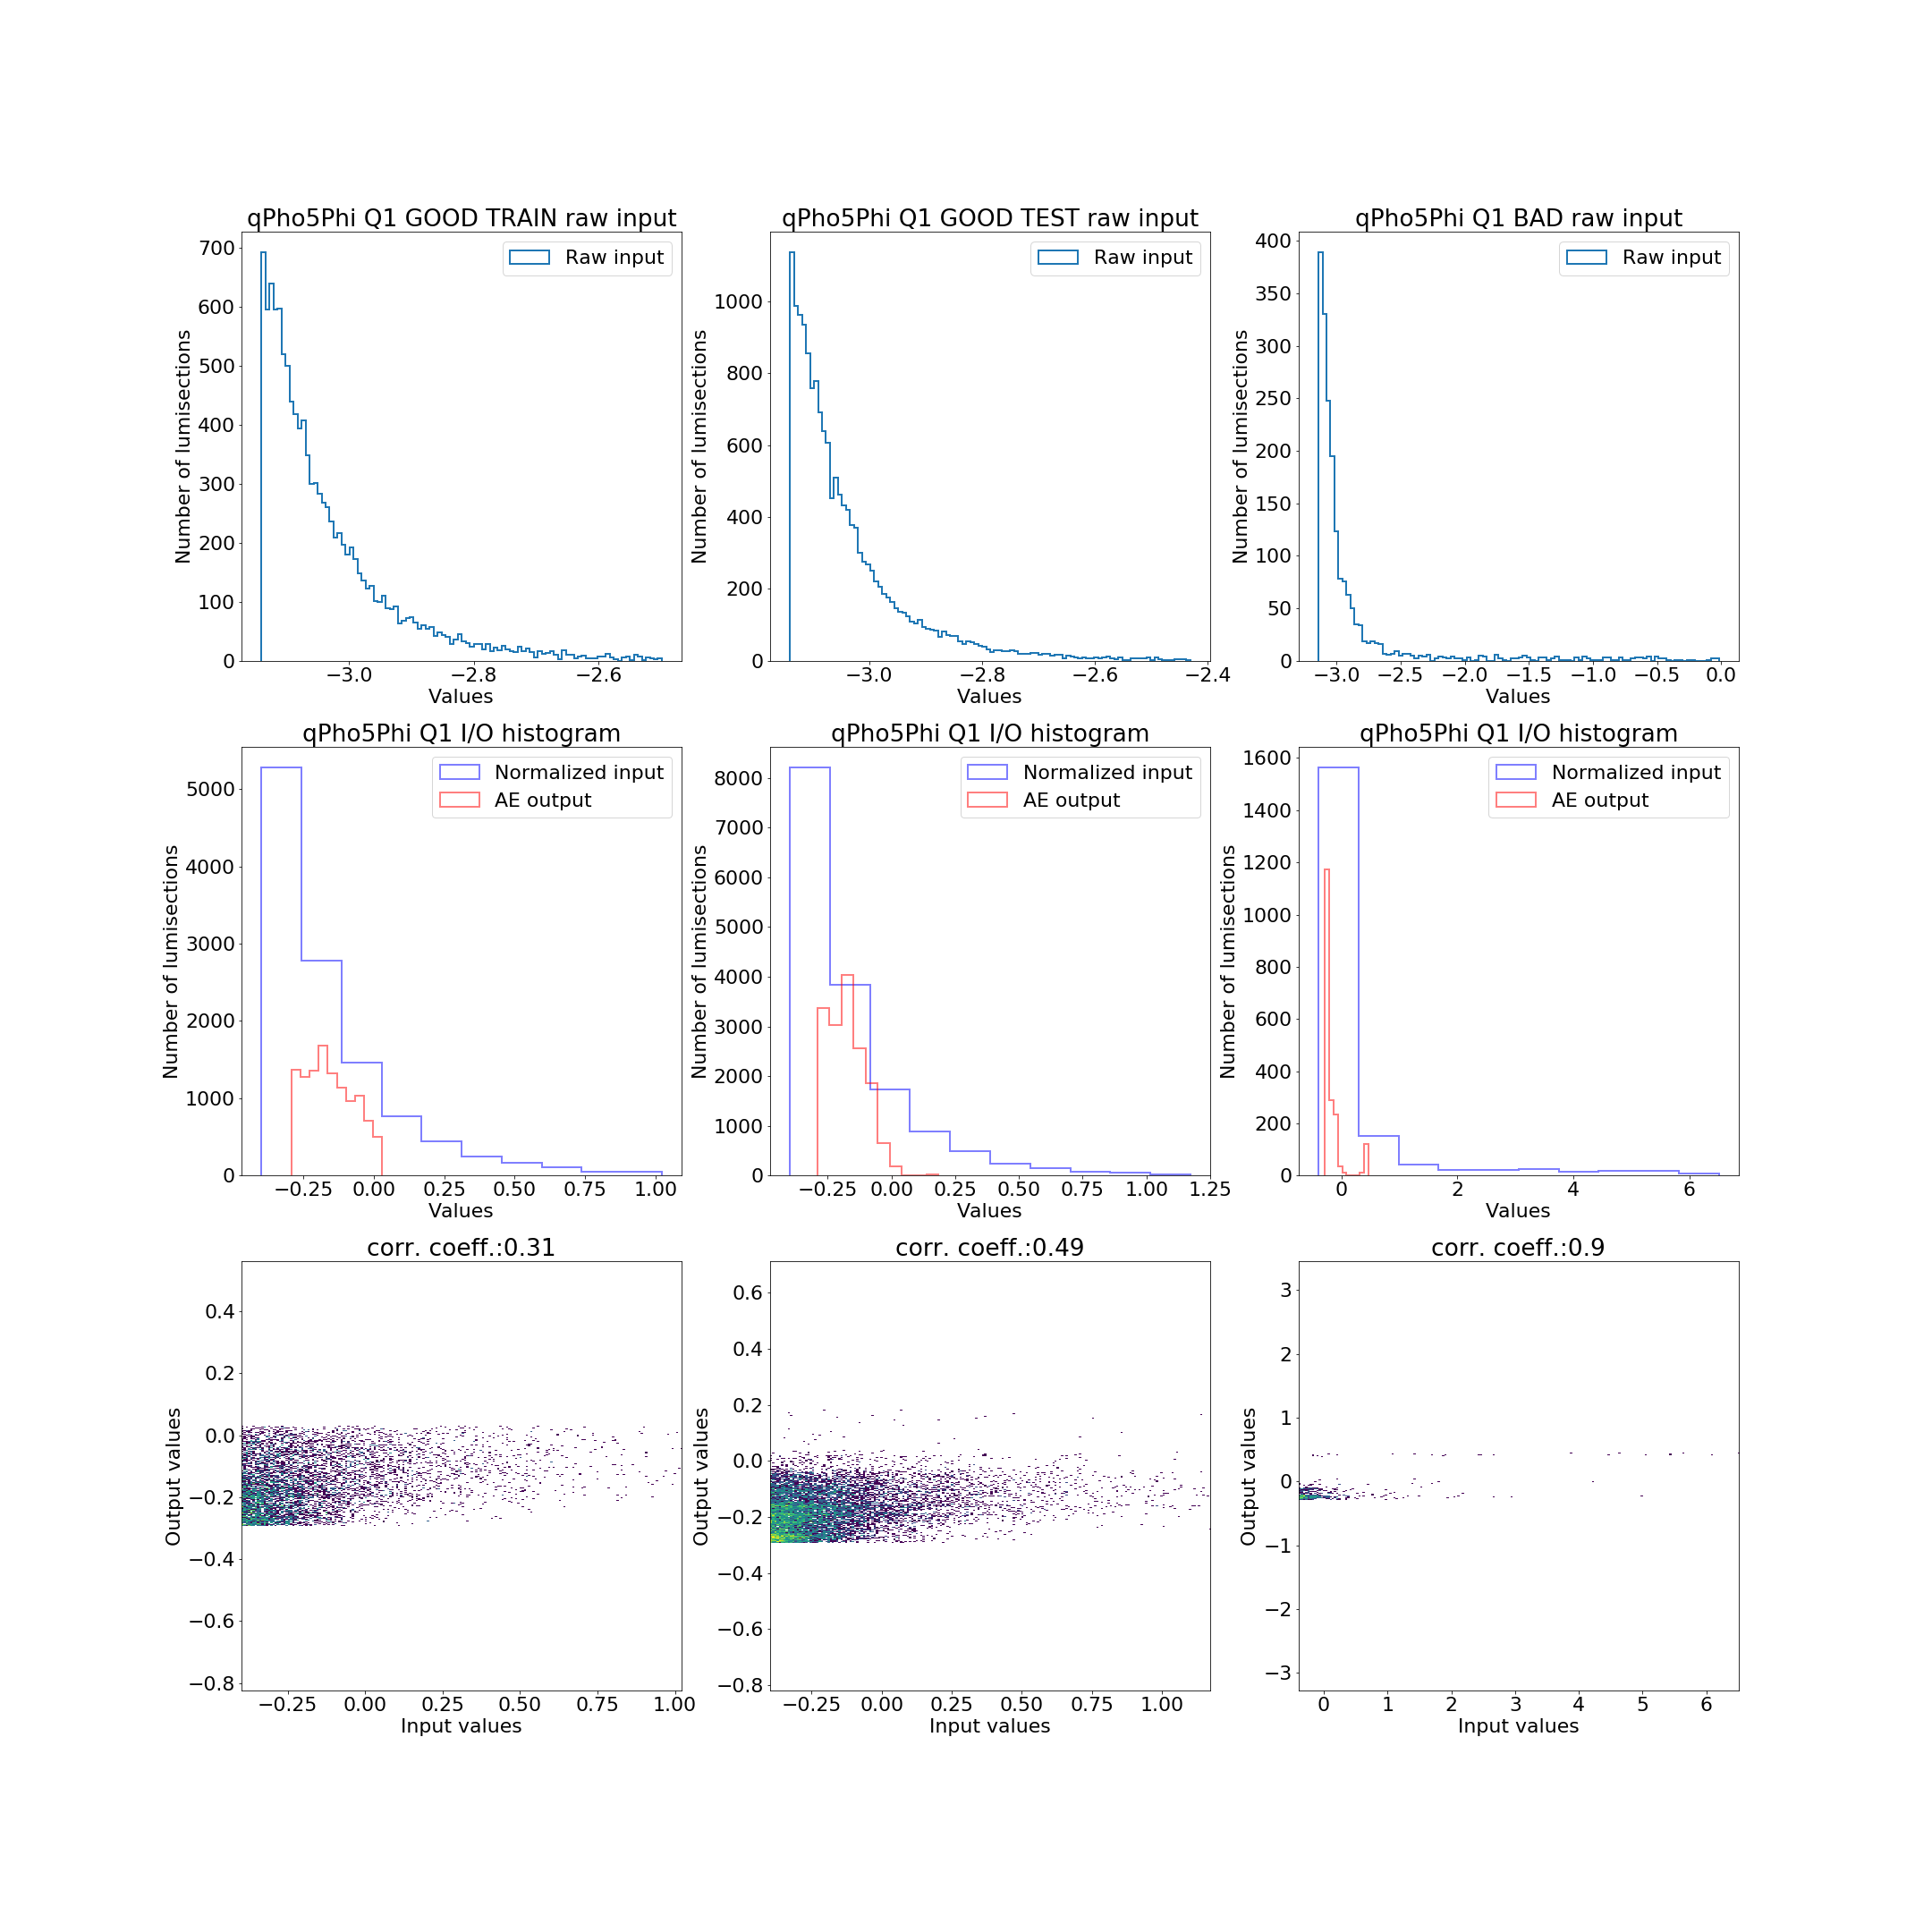 qPho5Phi Q1 GOOD TRAIN raw input
Raw input
700
600
500
400
300
200
100
0
Number of lumisections
−3.0 −2.8 −2.6
Values
qPho5Phi Q1 GOOD TEST raw input
Raw input
1000
800
600
400
200
0
Number of lumisections
−3.0 −2.8 −2.6 −2.4
Values
qPho5Phi Q1 BAD raw input
Raw input
400
350
300
250
200
150
100
50
0
Number of lumisections
−3.0 −2.5 −2.0 −1.5 −1.0 −0.5 0.0
Values
qPho5Phi Q1 I/O histogram
Normalized input
AE output
5000
4000
3000
2000
1000
0
Number of lumisections
−0.25 0.00 0.25 0.50 0.75 1.00
Values
qPho5Phi Q1 I/O histogram
Normalized input
AE output
8000
7000
6000
5000
4000
3000
2000
1000
0
Number of lumisections
−0.25 0.00 0.25 0.50 0.75 1.00 1.25
Values
qPho5Phi Q1 I/O histogram
Normalized input
AE output
1600
1400
1200
1000
800
600
400
200
0
Number of lumisections
0 2 4 6
Values
corr. coeff.:0.31
0.4
0.2
0.0
−0.2
−0.4
−0.6
−0.8
Output values
−0.25 0.00 0.25 0.50 0.75 1.00
Input values
corr. coeff.:0.49
0.6
0.4
0.2
0.0
−0.2
−0.4
−0.6
−0.8
Output values
−0.25 0.00 0.25 0.50 0.75 1.00
Input values
corr. coeff.:0.9
3
2
1
0
−1
−2
−3
Output values
0 1 2 3 4 5 6
Input values